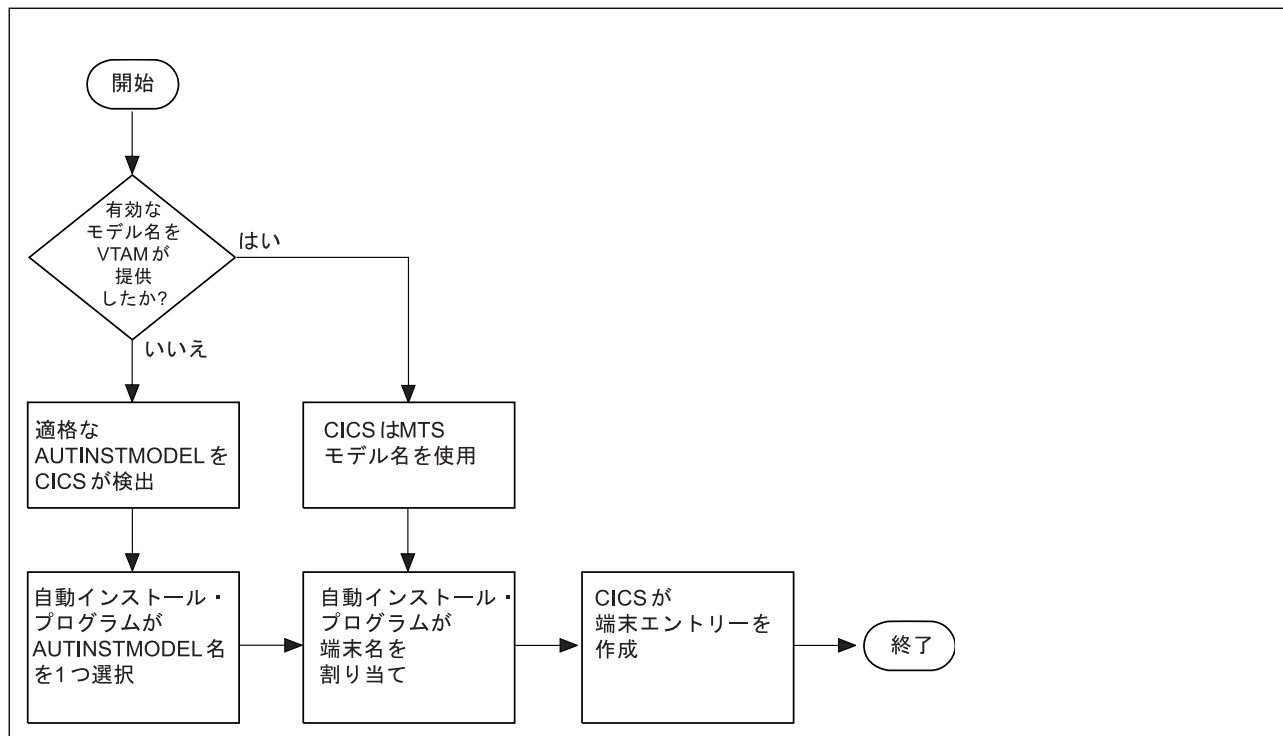 開始
有効な
モデル名を
VTAMが
提供
したか?
はい
いいえ
適格な
AUTINSTMODELを
CICSが検出
CICSはMTS
モデル名を使用
自動インストール・
プログラムが
AUTINSTMODEL名
を1つ選択
自動インストール・
プログラムが
端末名を
割り当て
CICSが
端末エントリーを
作成
終了